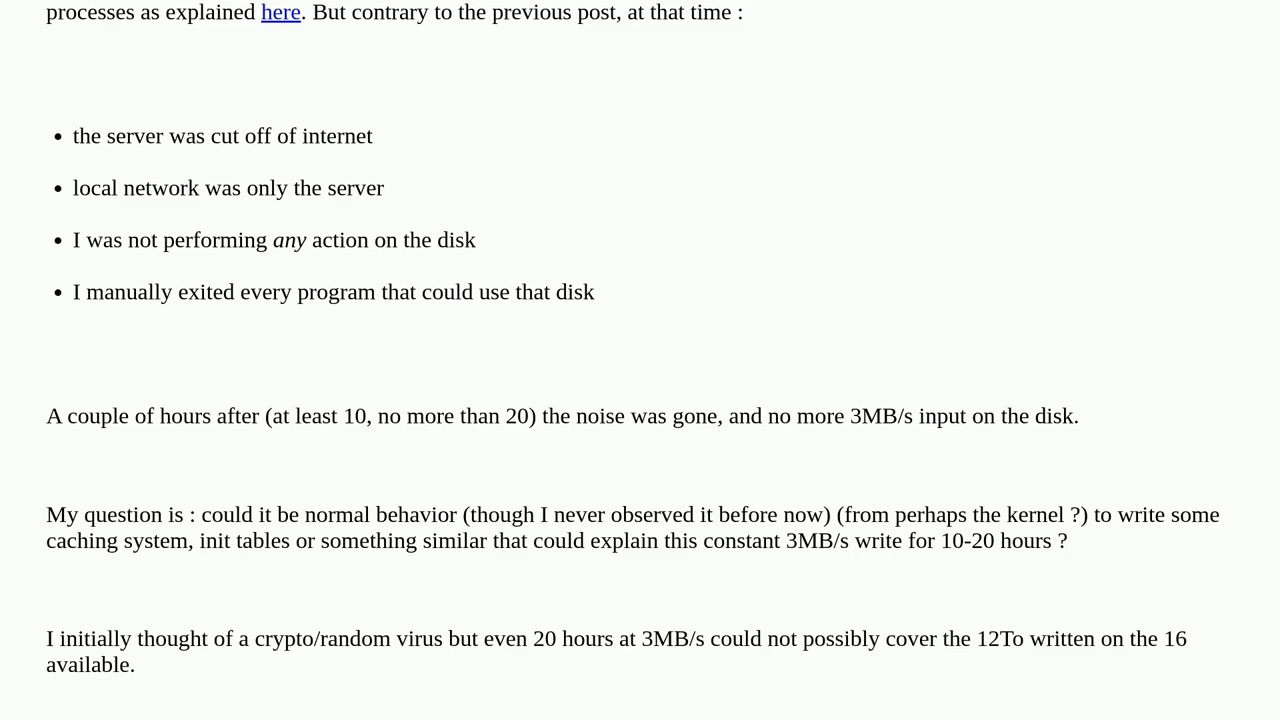 processes as explained here. But contrary to the previous post, at that time :
• the server was cut off of internet
• local network was only the server
• I was not performing any action on the disk
• I manually exited every program that could use that disk
A couple of hours after (at least 10, no more than 20) the noise was gone, and no more 3MB/s input on the disk.
My question is : could it be normal behavior (though I never observed it before now) (from perhaps the kernel ?) to write some
caching system, init tables or something similar that could explain this constant 3MB/s write for 10-20 hours ?
I initially thought of a crypto/random virus but even 20 hours at 3MB/s could not possibly cover the 12To written on the 16
available.